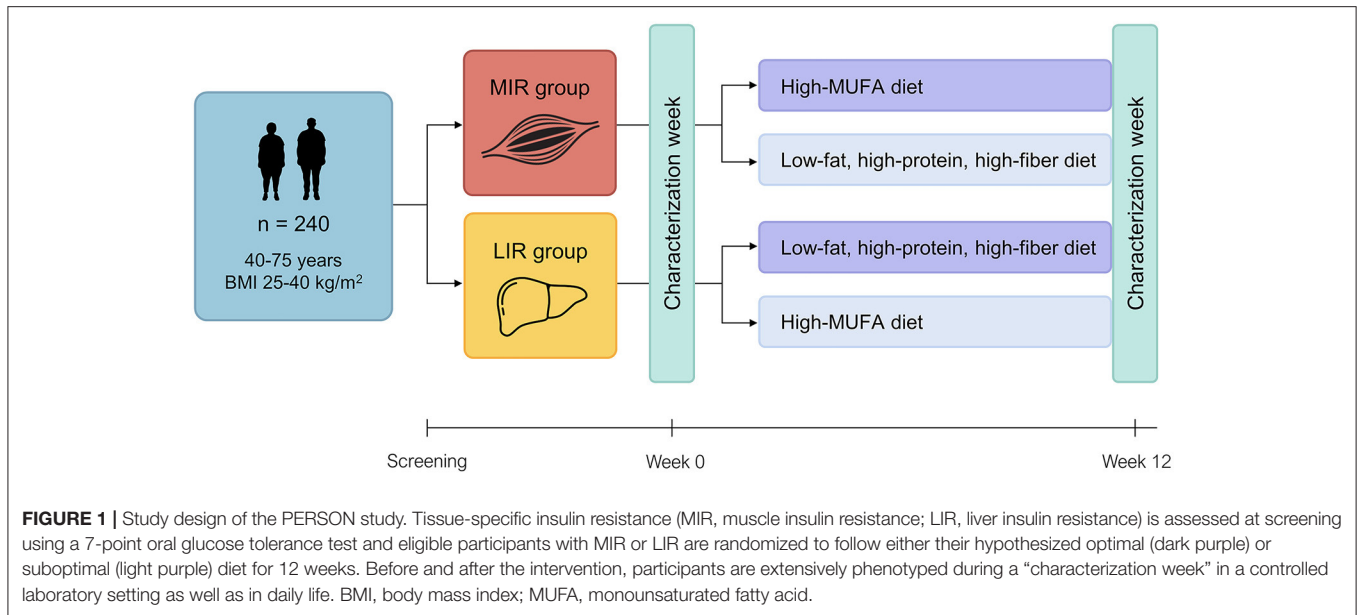 n = 240
40-75 years
BMI 25-40 kg/m²
MIR group
LIR group
Characterization week
High-MUFA diet
Low-fat, high-protein, high-fiber diet
Low-fat, high-protein, high-fiber diet
High-MUFA diet
Characterization week
Screening
Week 0
Week 12
FIGURE 1 | Study design of the PERSON study. Tissue-specific insulin resistance (MIR, muscle insulin resistance; LIR, liver insulin resistance) is assessed at screening
using a 7-point oral glucose tolerance test and eligible participants with MIR or LIR are randomized to follow either their hypothesized optimal (dark purple) or
suboptimal (light purple) diet for 12 weeks. Before and after the intervention, participants are extensively phenotyped during a “characterization week” in a controlled
laboratory setting as well as in daily life. BMI, body mass index; MUFA, monounsaturated fatty acid.